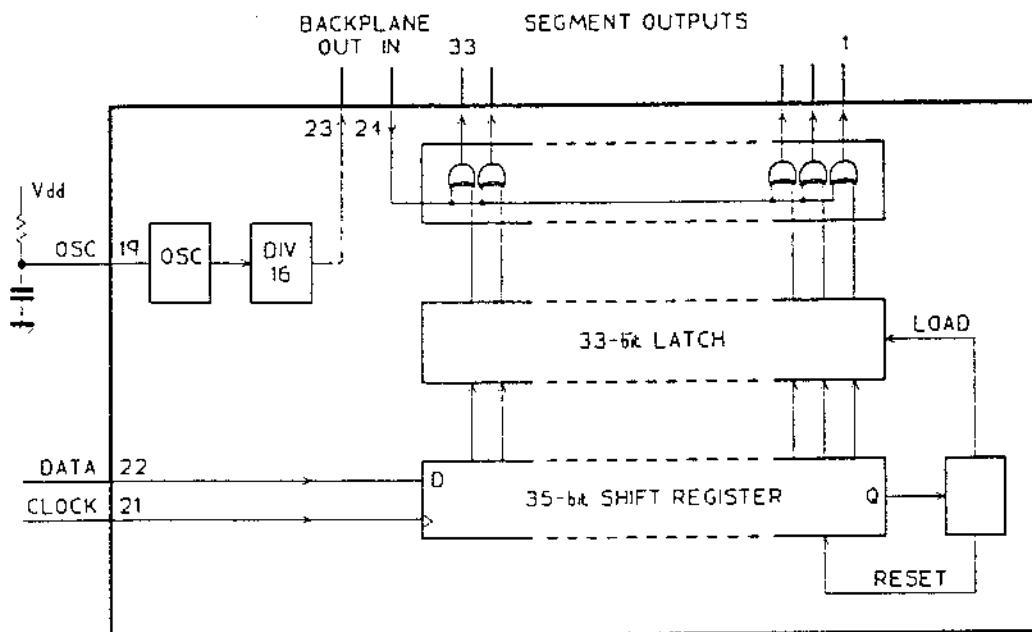 BACKPLANE
OUT IN
SEGMENT OUTPUTS
33
1
23
24
Vdd
OSC
19
OSC
DIV
16
33-bit LATCH
LOAD
DATA
22
D
35-bit SHIFT REGISTER
Q
CLOCK
21
RESET